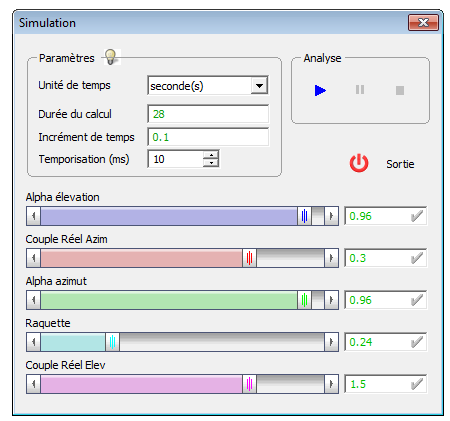 Simulation
Paramètres
Analyse
Unité de temps seconde(s)
Durée du calcul 28
Incrément de temps 0.1
Temporisation (ms) 10
Sortie
Alpha élevation
0.96
Couple Réel Azim
0.3
Alpha azimut
0.96
Raquette
0.24
Couple Réel Elev
1.5